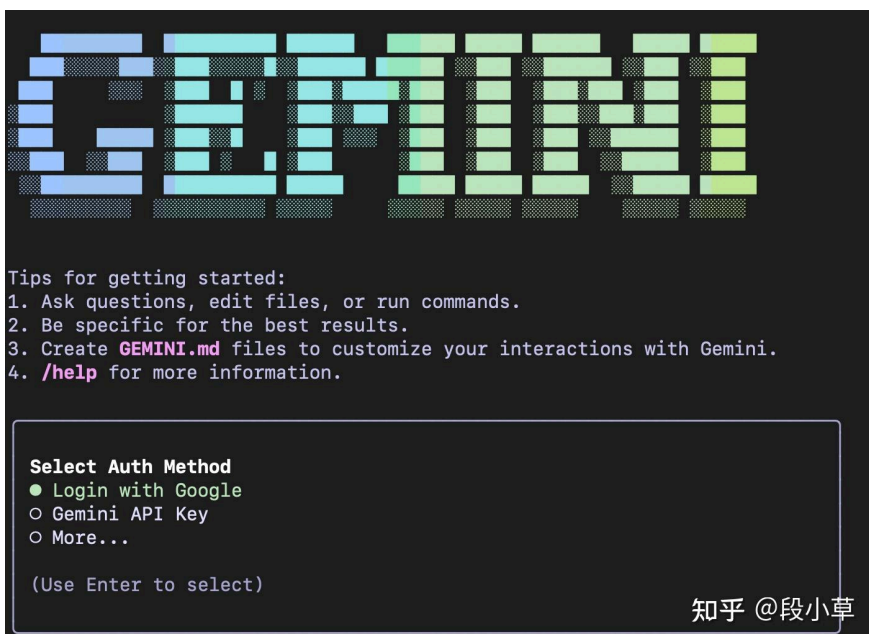 GEMINI
Tips for getting started:
1. Ask questions, edit files, or run commands.
2. Be specific for the best results.
3. Create GEMINI.md files to customize your interactions with Gemini.
4. /help for more information.
Select Auth Method
● Login with Google
○ Gemini API Key
○ More...
(Use Enter to select)
知乎 @段小草